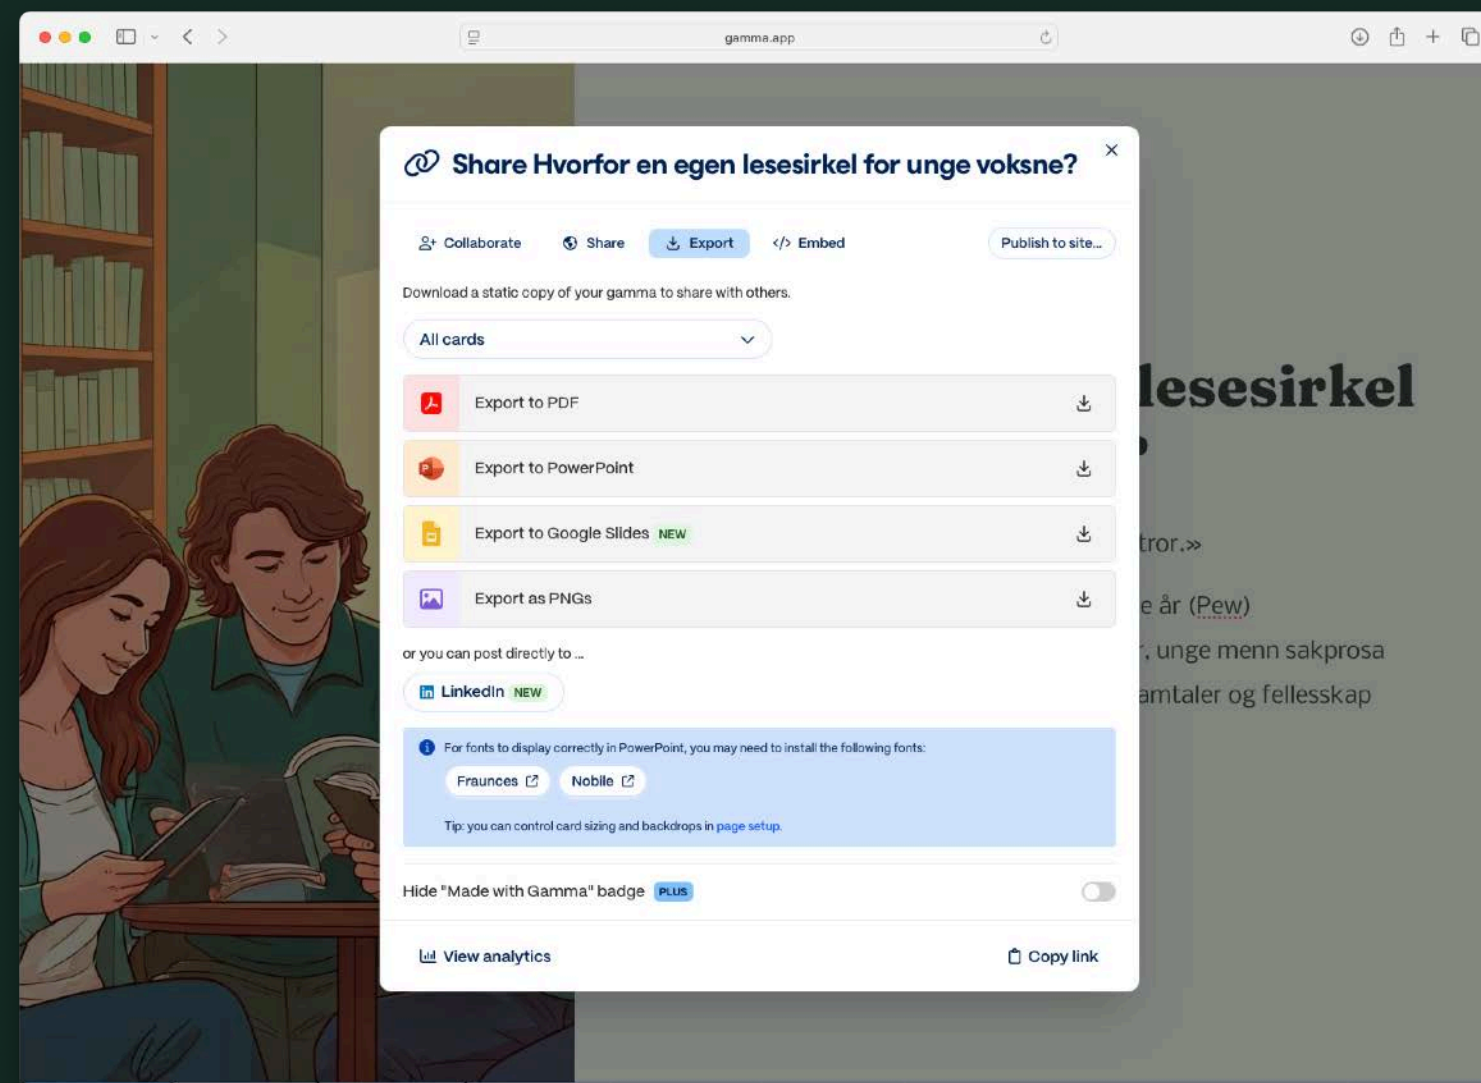 gamma.app
Share Hvorfor en egen lesesirkel for unge voksne?
Collaborate Share Export </> Embed Publish to site...
Download a static copy of your gamma to share with others.
All cards
Export to PDF
Export to PowerPoint
Export to Google Slides NEW
Export as PNGs
or you can post directly to ...
LinkedIn NEW
For fonts to display correctly in PowerPoint, you may need to install the following fonts:
Fraunces Nobile
Tip: you can control card sizing and backdrops in page setup.
Hide "Made with Gamma" badge PLUS
View analytics Copy link
lesesirkel
tror.»
e år (Pew)
, unge menn sakprosa
amtaler og fellesskap